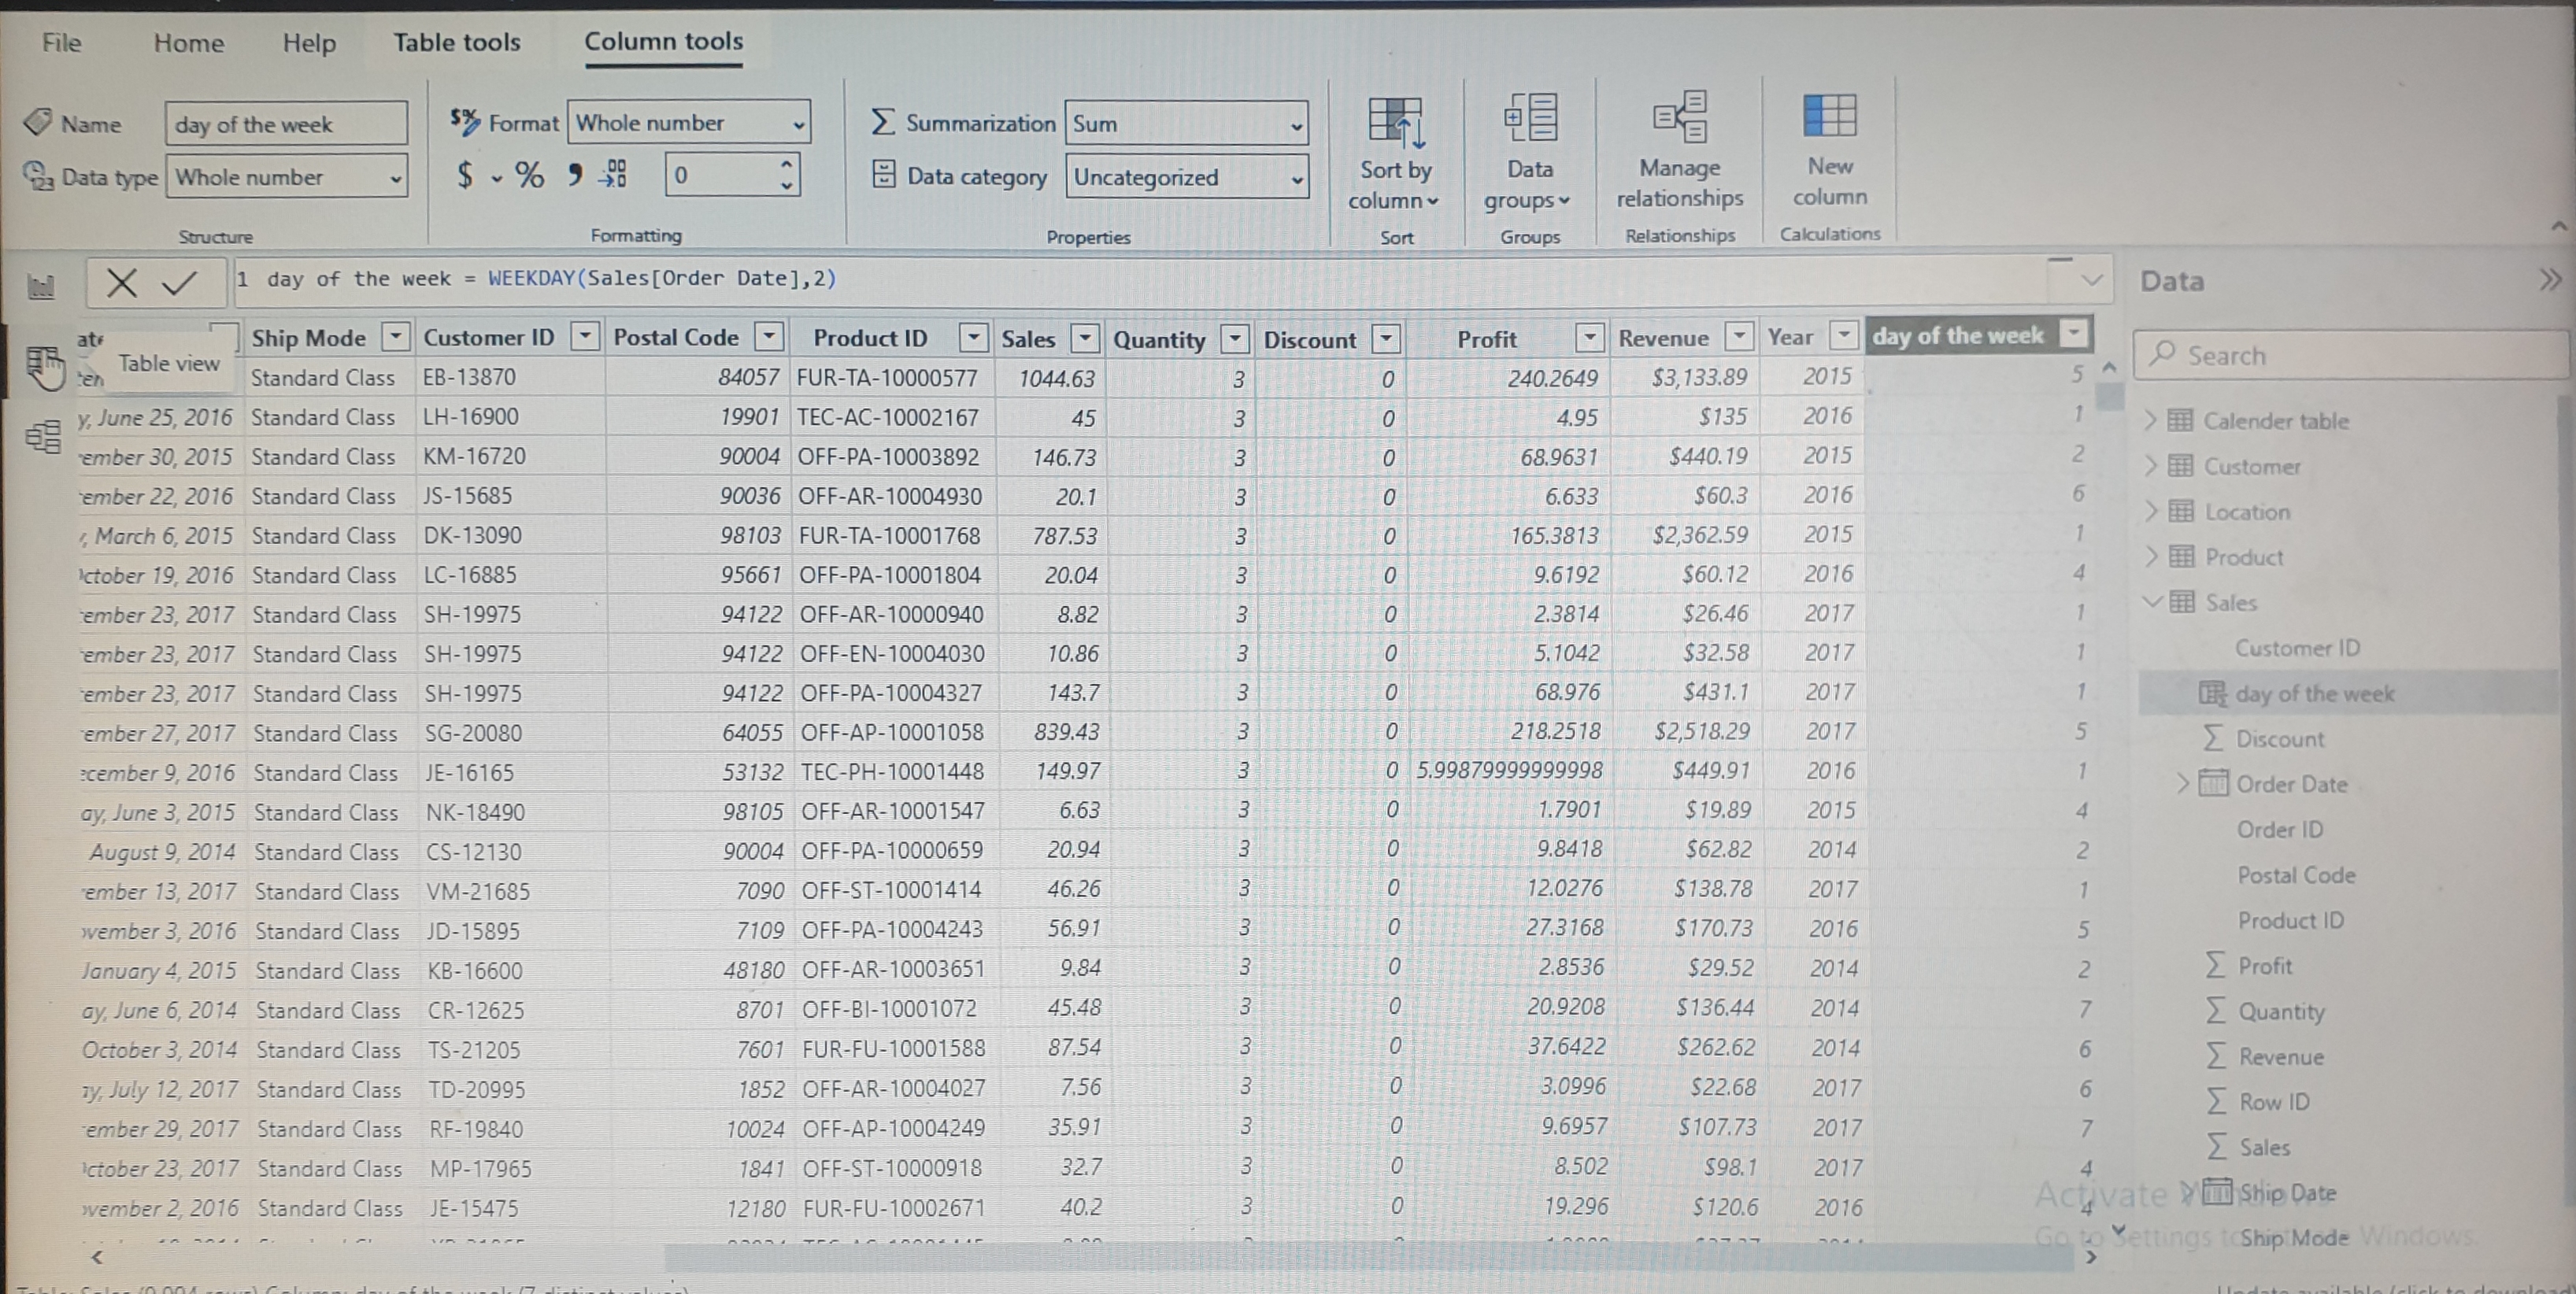 File Home Help Table tools Column tools
Name day of the week $% Format Whole number Σ Summarization Sum Sort by column Data groups Manage relationships New column
Data type Whole number $ % , 0 Data category Uncategorized
Structure Formatting Properties Sort Groups Relationships Calculations
1 day of the week = WEEKDAY(Sales[Order Date],2)
Table view
Ship Mode Customer ID Postal Code Product ID Sales Quantity Discount Profit Revenue Year day of the week
Standard Class EB-13870 84057 FUR-TA-10000577 1044.63 3 0 240.2649 $3,133.89 2015 5
y, June 25, 2016 Standard Class LH-16900 19901 TEC-AC-10002167 45 3 0 4.95 $135 2016 1
ember 30, 2015 Standard Class KM-16720 90004 OFF-PA-10003892 146.73 3 0 68.9631 $440.19 2015 2
ember 22, 2016 Standard Class JS-15685 90036 OFF-AR-10004930 20.1 3 0 6.633 $60.3 2016 6
, March 6, 2015 Standard Class DK-13090 98103 FUR-TA-10001768 787.53 3 0 165.3813 $2,362.59 2015 1
ctober 19, 2016 Standard Class LC-16885 95661 OFF-PA-10001804 20.04 3 0 9.6192 $60.12 2016 4
ember 23, 2017 Standard Class SH-19975 94122 OFF-AR-10000940 8.82 3 0 2.3814 $26.46 2017 1
ember 23, 2017 Standard Class SH-19975 94122 OFF-EN-10004030 10.86 3 0 5.1042 $32.58 2017 1
ember 23, 2017 Standard Class SH-19975 94122 OFF-PA-10004327 143.7 3 0 68.976 $431.1 2017 1
ember 27, 2017 Standard Class SG-20080 64055 OFF-AP-10001058 839.43 3 0 218.2518 $2,518.29 2017 5
ecember 9, 2016 Standard Class JE-16165 53132 TEC-PH-10001448 149.97 3 0 5.99879999999998 $449.91 2016 1
ay, June 3, 2015 Standard Class NK-18490 98105 OFF-AR-10001547 6.63 3 0 1.7901 $19.89 2015 4
August 9, 2014 Standard Class CS-12130 90004 OFF-PA-10000659 20.94 3 0 9.8418 $62.82 2014 2
ember 13, 2017 Standard Class VM-21685 7090 OFF-ST-10001414 46.26 3 0 12.0276 $138.78 2017 1
ovember 3, 2016 Standard Class JD-15895 7109 OFF-PA-10004243 56.91 3 0 27.3168 $170.73 2016 5
January 4, 2015 Standard Class KB-16600 48180 OFF-AR-10003651 9.84 3 0 2.8536 $29.52 2014 2
ay, June 6, 2014 Standard Class CR-12625 8701 OFF-BI-10001072 45.48 3 0 20.9208 $136.44 2014 7
October 3, 2014 Standard Class TS-21205 7601 FUR-FU-10001588 87.54 3 0 37.6422 $262.62 2014 6
ay, July 12, 2017 Standard Class TD-20995 1852 OFF-AR-10004027 7.56 3 0 3.0996 $22.68 2017 6
ember 29, 2017 Standard Class RF-19840 10024 OFF-AP-10004249 35.91 3 0 9.6957 $107.73 2017 7
ctober 23, 2017 Standard Class MP-17965 1841 OFF-ST-10000918 32.7 3 0 8.502 $98.1 2017 4
ovember 2, 2016 Standard Class JE-15475 12180 FUR-FU-10002671 40.2 3 0 19.296 $120.6 2016 4
Data
Search
Calender table
Customer
Location
Product
Sales
Customer ID
day of the week
Σ Discount
Order Date
Order ID
Postal Code
Product ID
Σ Profit
Σ Quantity
Σ Revenue
Σ Row ID
Σ Sales
Ship Date
Ship Mode
Activate Windows
Go to Settings to Windows.